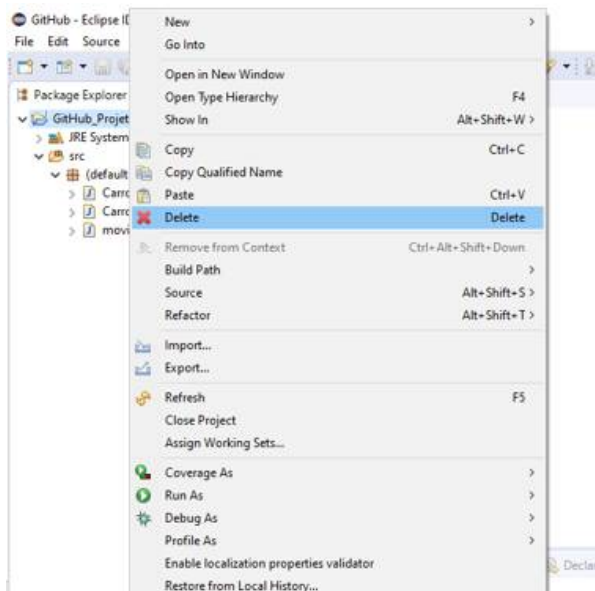 GitHub - Eclipse I
File Edit Source
Package Explorer
GitHub_Projet
JRE System
src
(default
Carro
Carro
movi
New
Go Into
Open in New Window
Open Type Hierarchy F4
Show In Alt+Shift+W >
Copy Ctrl+C
Copy Qualified Name
Paste Ctrl+V
Delete Delete
Remove from Context Ctrl+Alt+Shift+Down
Build Path >
Source Alt+Shift+S >
Refactor Alt+Shift+T >
Import...
Export...
Refresh F5
Close Project
Assign Working Sets...
Coverage As >
Run As >
Debug As >
Profile As >
Enable localization properties validator
Restore from Local History...
Decla